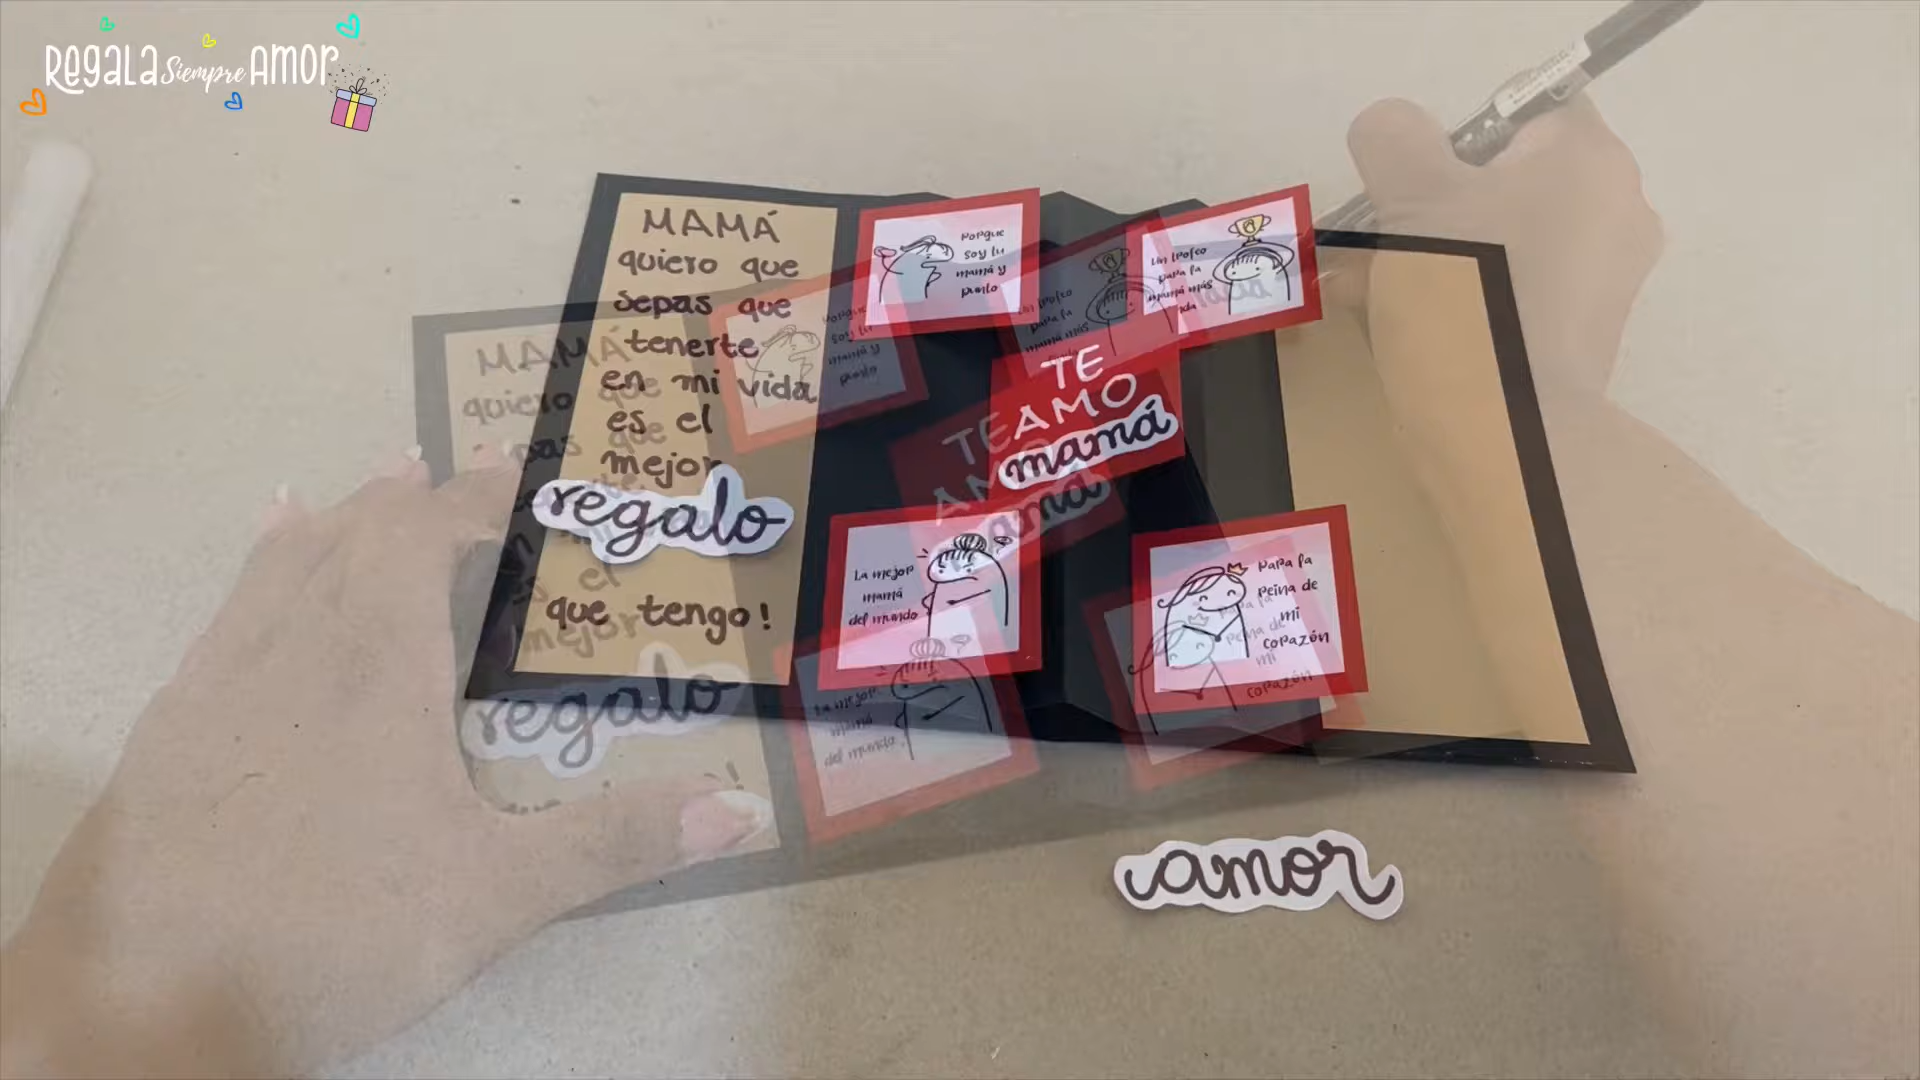 REGALA Siempre AMOR
MAMÁ
quiero que
sepas que
tenerte
en mi vida
es el
mejor
regalo
que tengo!
Porque
soy tu
mamá y
punto
Un trofeo
para la
mamá más
TE
AMO
mamá
La mejor
mamá
del mundo
Para la
reina de
mi
corazón
amor